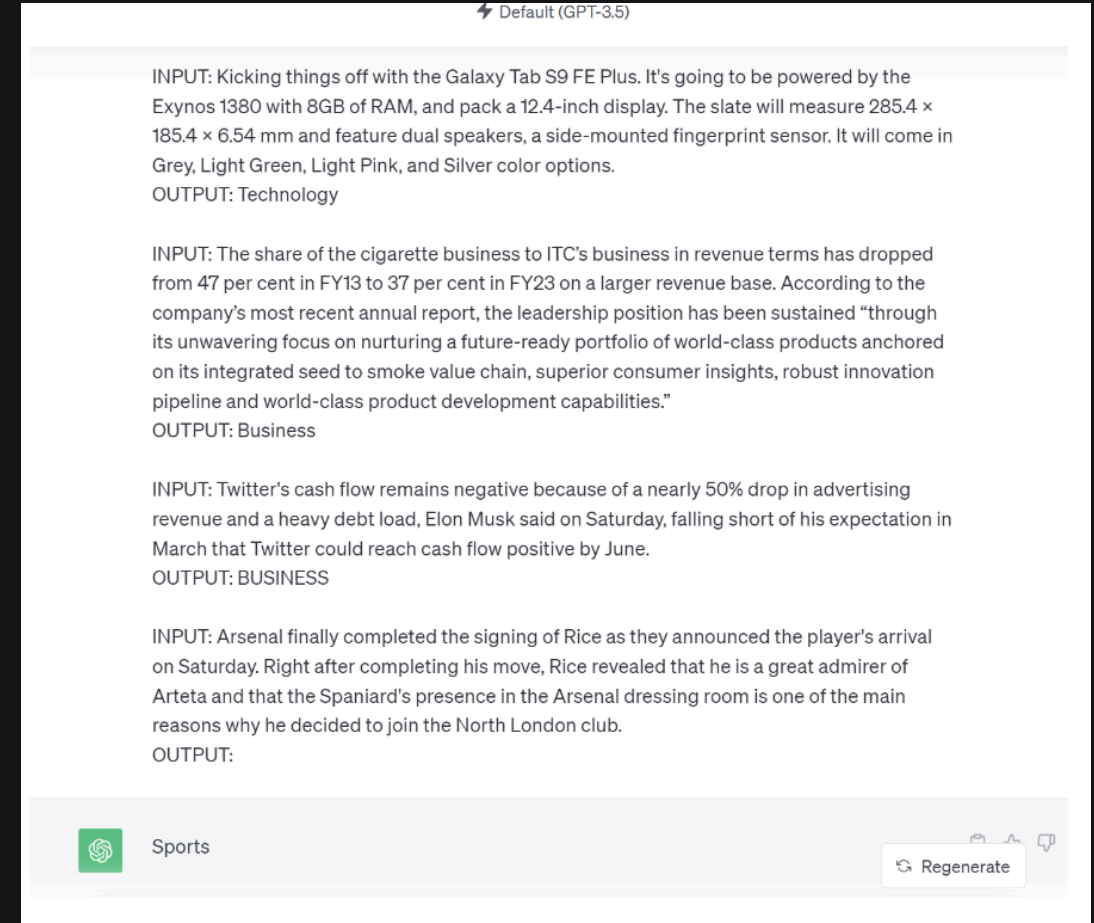 Default (GPT-3.5)
INPUT: Kicking things off with the Galaxy Tab S9 FE Plus. It's going to be powered by the
Exynos 1380 with 8GB of RAM, and pack a 12.4-inch display. The slate will measure 285.4 ×
185.4 × 6.54 mm and feature dual speakers, a side-mounted fingerprint sensor. It will come in
Grey, Light Green, Light Pink, and Silver color options.
OUTPUT: Technology
INPUT: The share of the cigarette business to ITC’s business in revenue terms has dropped
from 47 per cent in FY13 to 37 per cent in FY23 on a larger revenue base. According to the
company’s most recent annual report, the leadership position has been sustained “through
its unwavering focus on nurturing a future-ready portfolio of world-class products anchored
on its integrated seed to smoke value chain, superior consumer insights, robust innovation
pipeline and world-class product development capabilities.”
OUTPUT: Business
INPUT: Twitter's cash flow remains negative because of a nearly 50% drop in advertising
revenue and a heavy debt load, Elon Musk said on Saturday, falling short of his expectation in
March that Twitter could reach cash flow positive by June.
OUTPUT: BUSINESS
INPUT: Arsenal finally completed the signing of Rice as they announced the player's arrival
on Saturday. Right after completing his move, Rice revealed that he is a great admirer of
Arteta and that the Spaniard's presence in the Arsenal dressing room is one of the main
reasons why he decided to join the North London club.
OUTPUT:
Sports
Regenerate